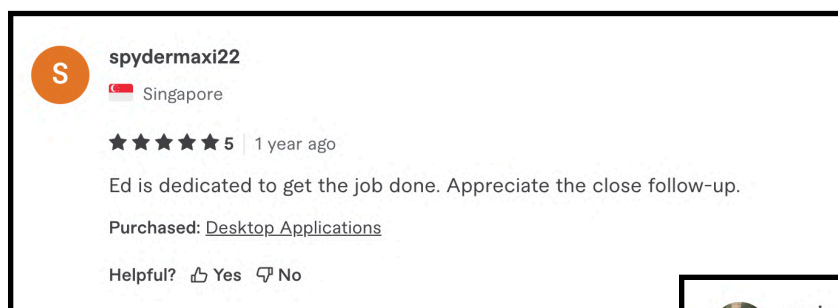 S
spydermaxi22
Singapore
5 1 year ago
Ed is dedicated to get the job done. Appreciate the close follow-up.
Purchased: Desktop Applications
Helpful? Yes No